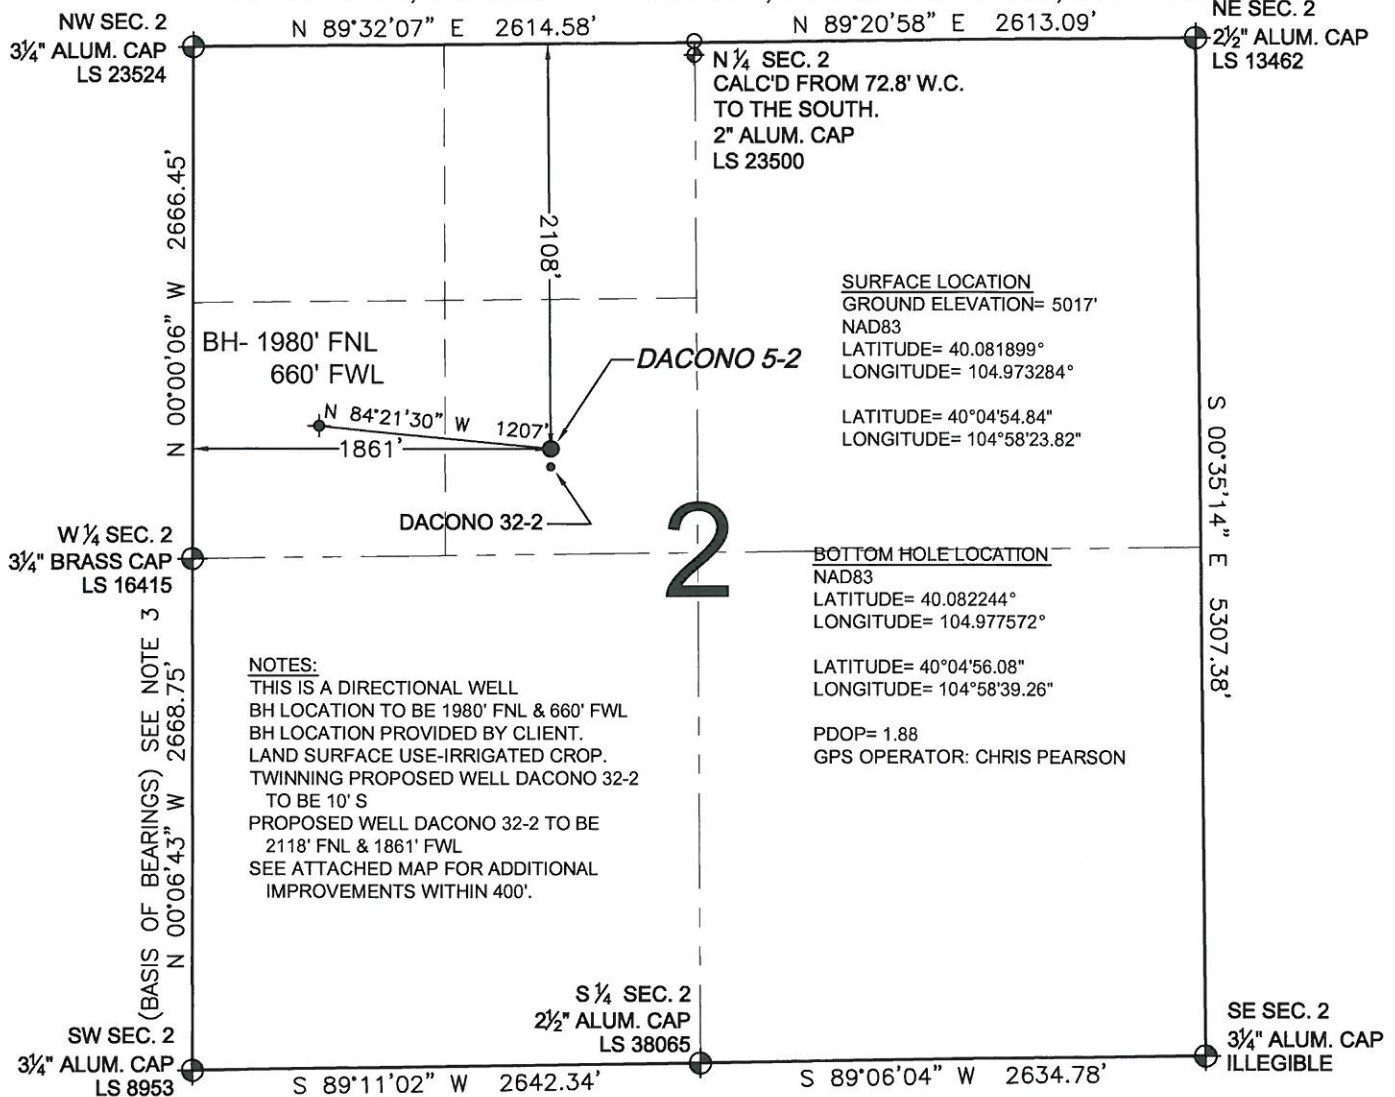 N 89°32'07" E 2614.58'
N 89°20'58" E 2613.09'
NW SEC. 2
3¼" ALUM. CAP
LS 23524
NE SEC. 2
2½" ALUM. CAP
LS 13462
N ¼ SEC. 2
CALC'D FROM 72.8' W.C.
TO THE SOUTH.
2" ALUM. CAP
LS 23500
N 00°00'06" W 2666.45'
2108'
BH- 1980' FNL
660' FWL
DACONO 5-2
N 84°21'30" W 1207'
1861'
DACONO 32-2
SURFACE LOCATION
GROUND ELEVATION= 5017'
NAD83
LATITUDE= 40.081899°
LONGITUDE= 104.973284°
LATITUDE= 40°04'54.84"
LONGITUDE= 104°58'23.82"
S 00°35'14" E 5307.38'
W ¼ SEC. 2
3¼" BRASS CAP
LS 16415
2
BOTTOM HOLE LOCATION
NAD83
LATITUDE= 40.082244°
LONGITUDE= 104.977572°
LATITUDE= 40°04'56.08"
LONGITUDE= 104°58'39.26"
PDOP= 1.88
GPS OPERATOR: CHRIS PEARSON
(BASIS OF BEARINGS) SEE NOTE 3
N 00°06'43" W 2668.75'
NOTES:
THIS IS A DIRECTIONAL WELL
BH LOCATION TO BE 1980' FNL & 660' FWL
BH LOCATION PROVIDED BY CLIENT.
LAND SURFACE USE-IRRIGATED CROP.
TWINNING PROPOSED WELL DACONO 32-2
TO BE 10' S
PROPOSED WELL DACONO 32-2 TO BE
2118' FNL & 1861' FWL
SEE ATTACHED MAP FOR ADDITIONAL
IMPROVEMENTS WITHIN 400'.
SW SEC. 2
3¼" ALUM. CAP
LS 8953
S ¼ SEC. 2
2½" ALUM. CAP
LS 38065
SE SEC. 2
3¼" ALUM. CAP
ILLEGIBLE
S 89°11'02" W 2642.34'
S 89°06'04" W 2634.78'